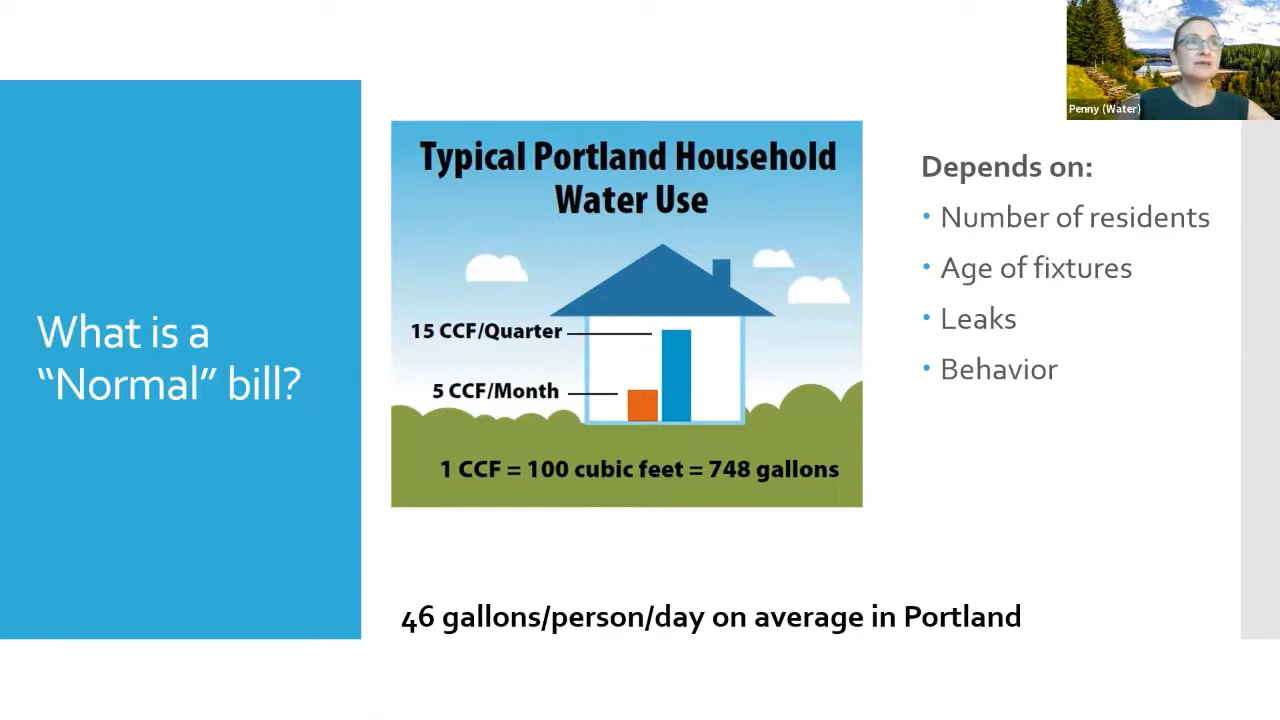 What is a
“Normal” bill?
Typical Portland Household
Water Use
15 CCF/Quarter
5 CCF/Month
1 CCF = 100 cubic feet = 748 gallons
46 gallons/person/day on average in Portland
Depends on:
• Number of residents
• Age of fixtures
• Leaks
• Behavior
Penny (Water)